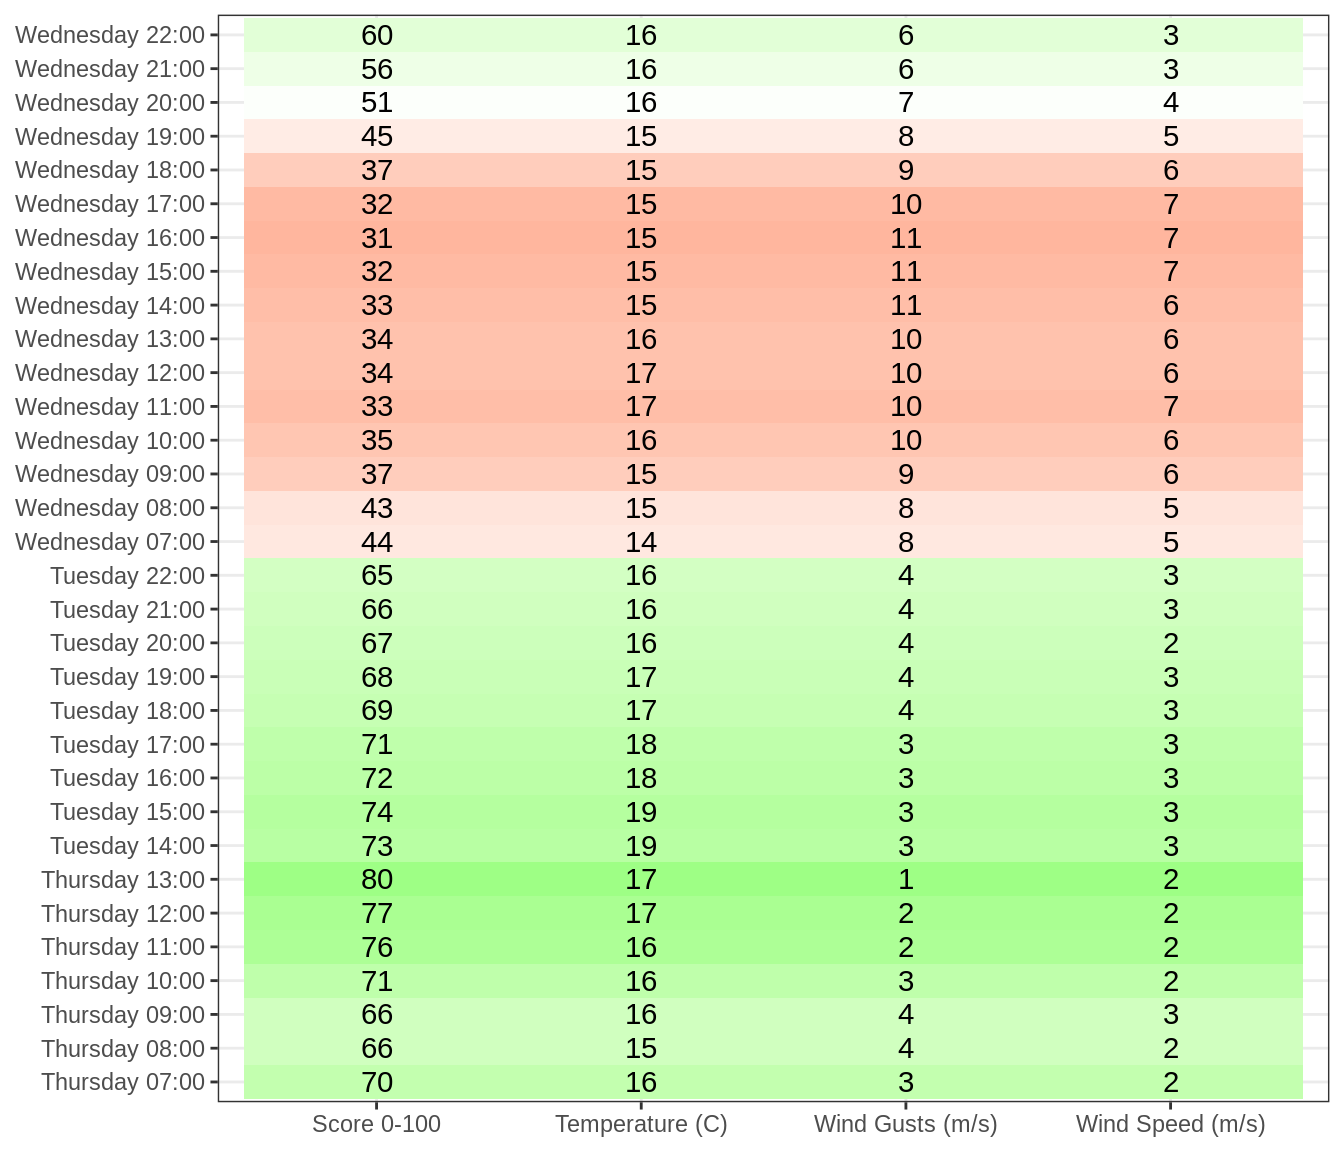 Wednesday 22:00 60 16 6 3
Wednesday 21:00 56 16 6 3
Wednesday 20:00 51 16 7 4
Wednesday 19:00 45 15 8 5
Wednesday 18:00 37 15 9 6
Wednesday 17:00 32 15 10 7
Wednesday 16:00 31 15 11 7
Wednesday 15:00 32 15 11 7
Wednesday 14:00 33 15 11 6
Wednesday 13:00 34 16 10 6
Wednesday 12:00 34 17 10 6
Wednesday 11:00 33 17 10 7
Wednesday 10:00 35 16 10 6
Wednesday 09:00 37 15 9 6
Wednesday 08:00 43 15 8 5
Wednesday 07:00 44 14 8 5
Tuesday 22:00 65 16 4 3
Tuesday 21:00 66 16 4 3
Tuesday 20:00 67 16 4 2
Tuesday 19:00 68 17 4 3
Tuesday 18:00 69 17 4 3
Tuesday 17:00 71 18 3 3
Tuesday 16:00 72 18 3 3
Tuesday 15:00 74 19 3 3
Tuesday 14:00 73 19 3 3
Thursday 13:00 80 17 1 2
Thursday 12:00 77 17 2 2
Thursday 11:00 76 16 2 2
Thursday 10:00 71 16 3 2
Thursday 09:00 66 16 4 3
Thursday 08:00 66 15 4 2
Thursday 07:00 70 16 3 2
Score 0-100 Temperature (C) Wind Gusts (m/s) Wind Speed (m/s)